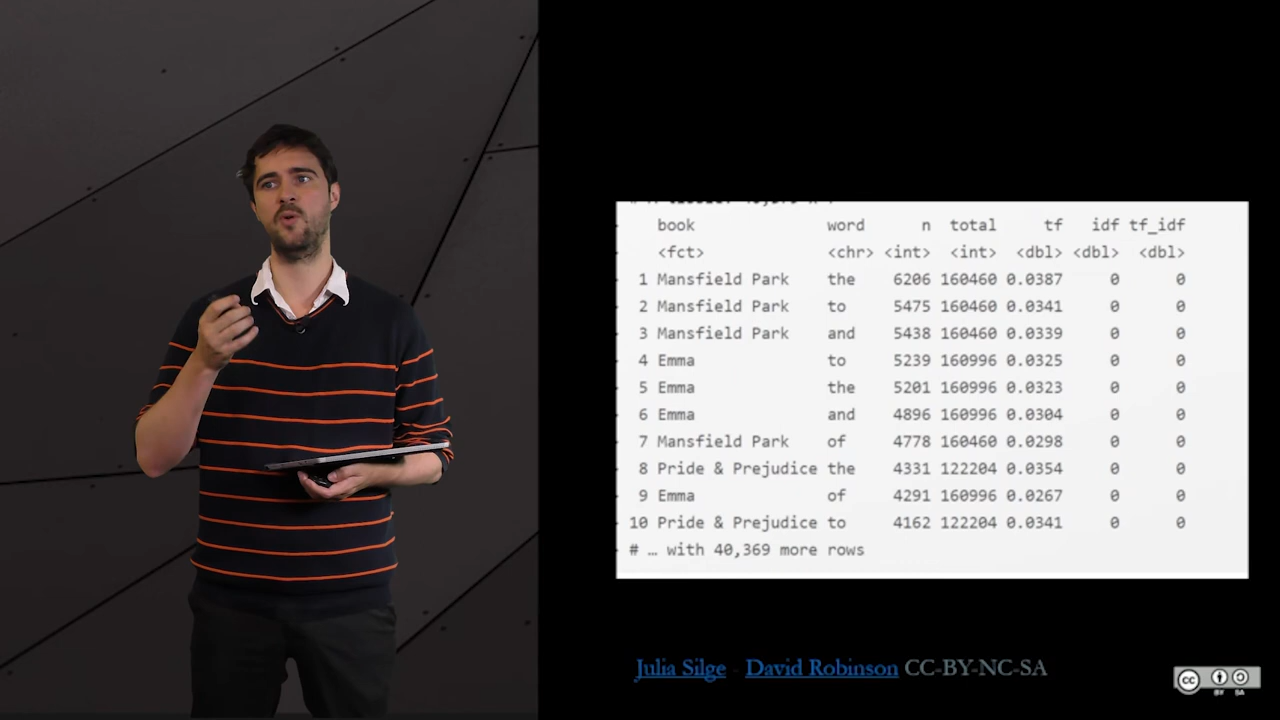 book word n total tf idf tf_idf
<fct> <chr> <int> <int> <dbl> <dbl> <dbl>
1 Mansfield Park the 6206 160460 0.0387 0 0
2 Mansfield Park to 5475 160460 0.0341 0 0
3 Mansfield Park and 5438 160460 0.0339 0 0
4 Emma to 5239 160996 0.0325 0 0
5 Emma the 5201 160996 0.0323 0 0
6 Emma and 4896 160996 0.0304 0 0
7 Mansfield Park of 4778 160460 0.0298 0 0
8 Pride & Prejudice the 4331 122204 0.0354 0 0
9 Emma of 4291 160996 0.0267 0 0
10 Pride & Prejudice to 4162 122204 0.0341 0 0
# … with 40,369 more rows
Julia Silge - David Robinson CC-BY-NC-SA
cc
BY SA